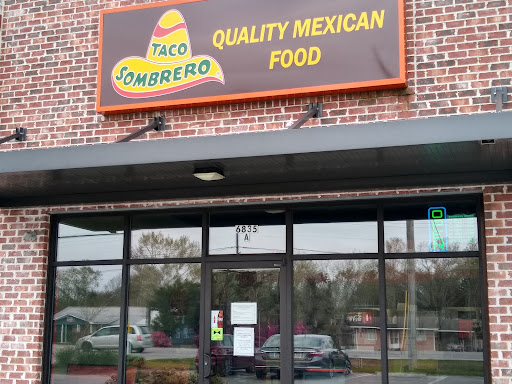 TACO
SOMBRERO
QUALITY MEXICAN
FOOD
6835
A